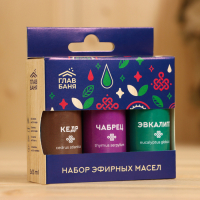 ГЛАВ
БАНЯ
КЕДР
ЧАБРЕЦ
ЭВКАЛИПТ
НАБОР ЭФИРНЫХ МАСЕЛ